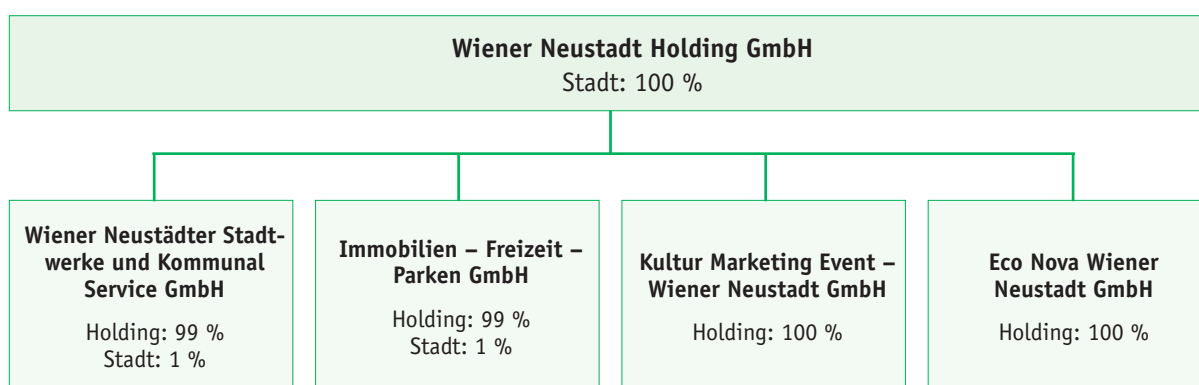 Wiener Neustadt Holding GmbH
Stadt: 100 %
Wiener Neustädter Stadt-
werke und Kommunal
Service GmbH
Holding: 99 %
Stadt: 1 %
Immobilien – Freizeit –
Parken GmbH
Holding: 99 %
Stadt: 1 %
Kultur Marketing Event –
Wiener Neustadt GmbH
Holding: 100 %
Eco Nova Wiener
Neustadt GmbH
Holding: 100 %